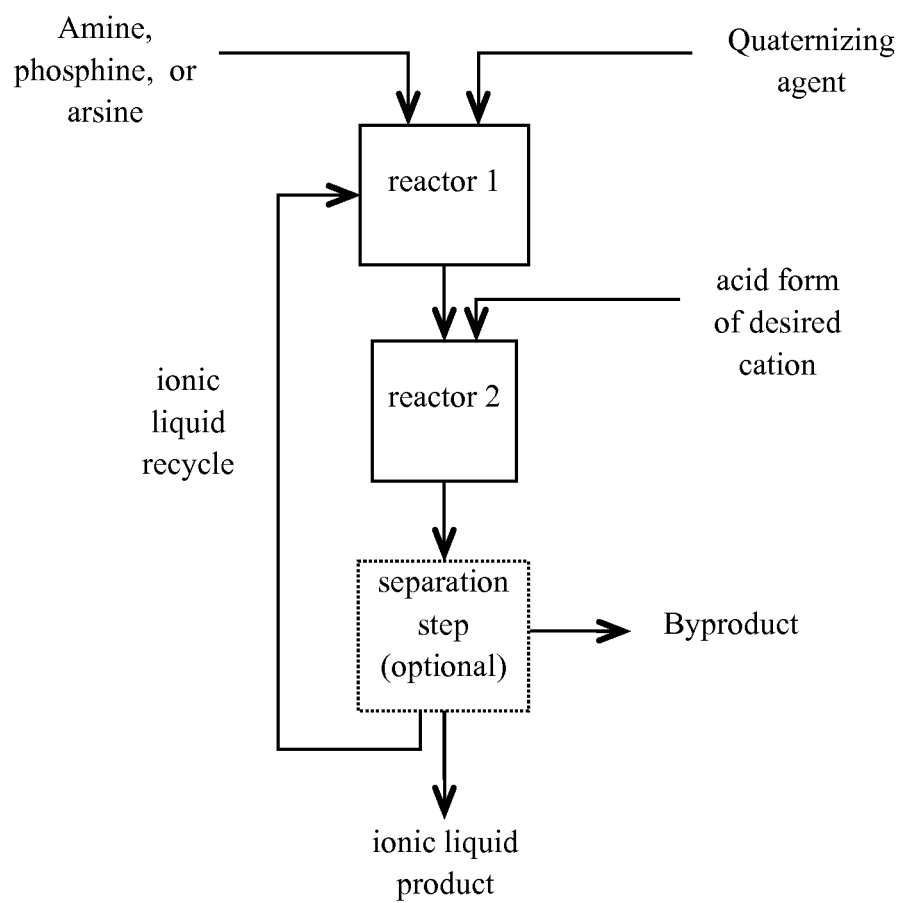 Amine,
phosphine, or
arsine
Quaternizing
agent
reactor 1
acid form
of desired
cation
reactor 2
ionic
liquid
recycle
separation
step
(optional)
Byproduct
ionic liquid
product